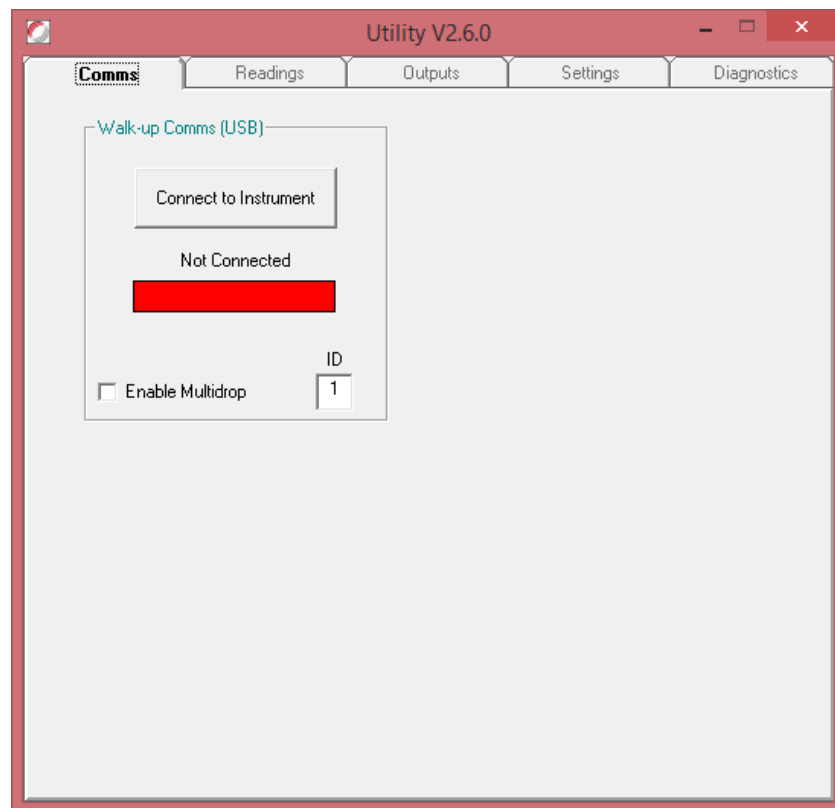 Utility V2.6.0
Comms Readings Outputs Settings Diagnostics
Walk-up Comms (USB)
Connect to Instrument
Not Connected
ID
Enable Multidrop 1